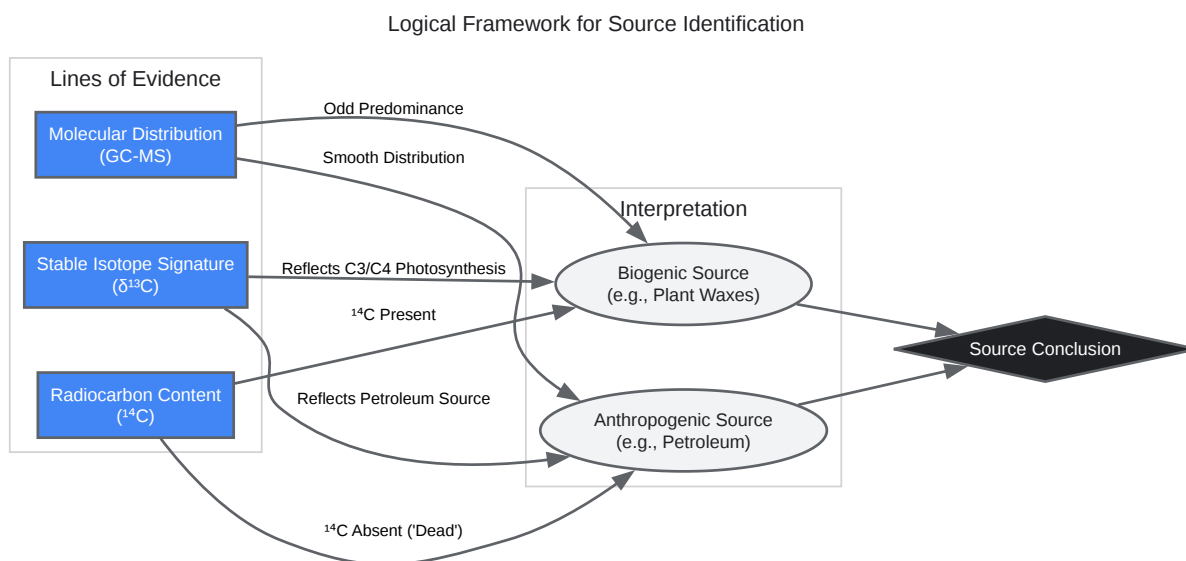 Logical Framework for Source Identification
Lines of Evidence
Molecular Distribution
(GC-MS)
Odd Predominance
Smooth Distribution
Stable Isotope Signature
(δ¹³C)
Reflects C3/C4 Photosynthesis
¹⁴C Present
Radiocarbon Content
(¹⁴C)
Reflects Petroleum Source
¹⁴C Absent ('Dead')
Interpretation
Biogenic Source
(e.g., Plant Waxes)
Anthropogenic Source
(e.g., Petroleum)
Source Conclusion